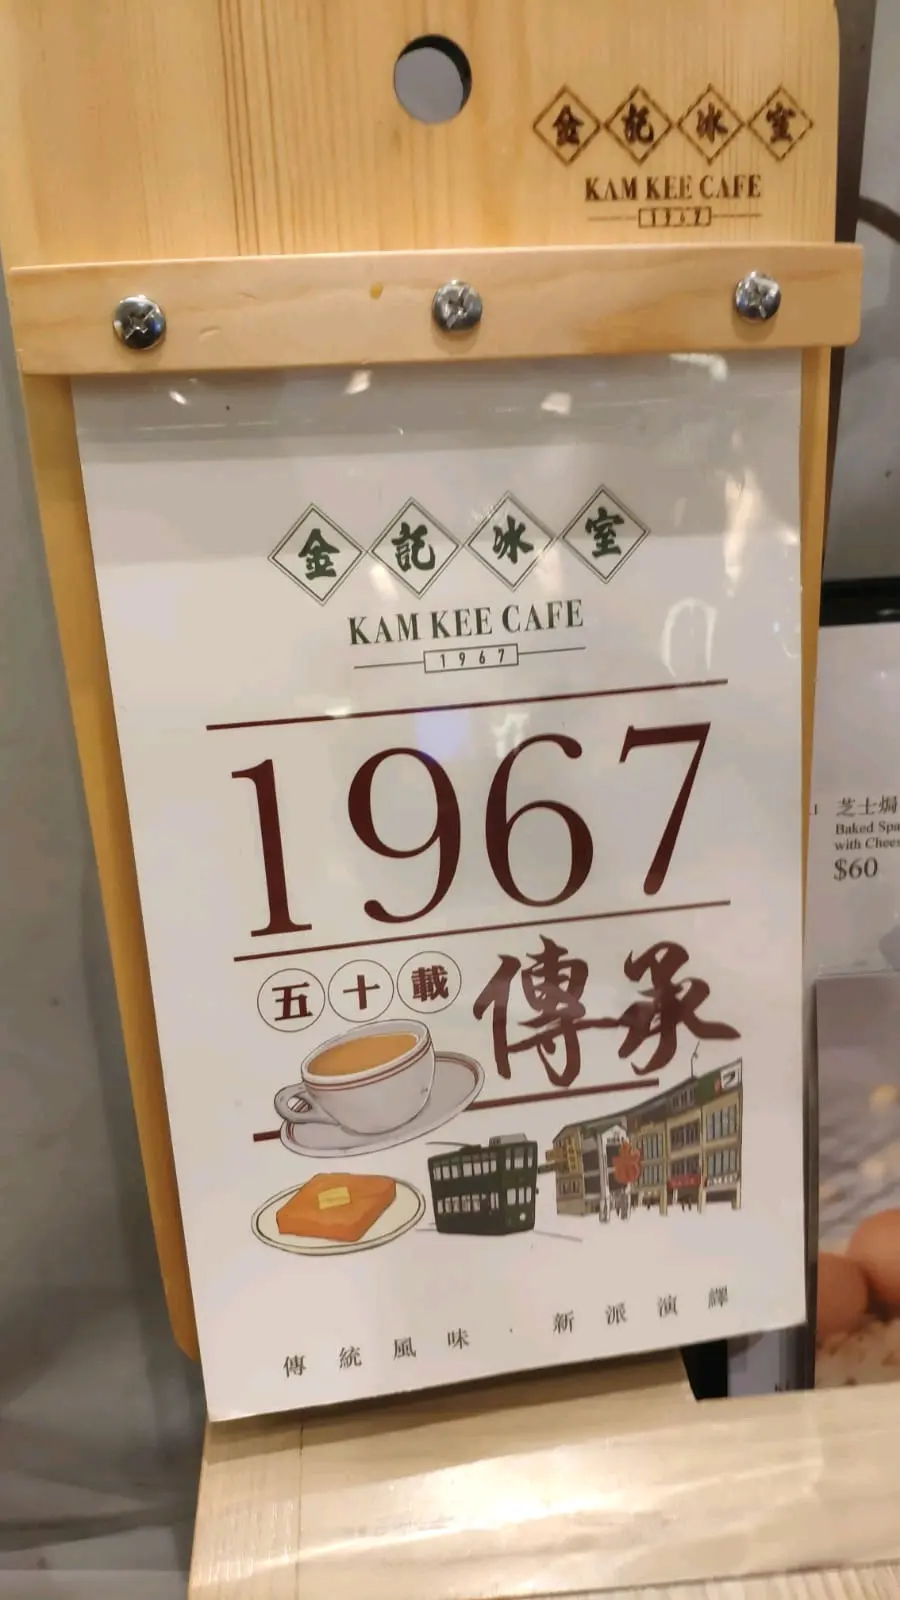 金記冰室
KAM KEE CAFE
1967
金記冰室
KAM KEE CAFE
1967
1967
五十載
傳承
傳統風味·新派演繹
芝士焗
Baked Spa
with Chees
$60